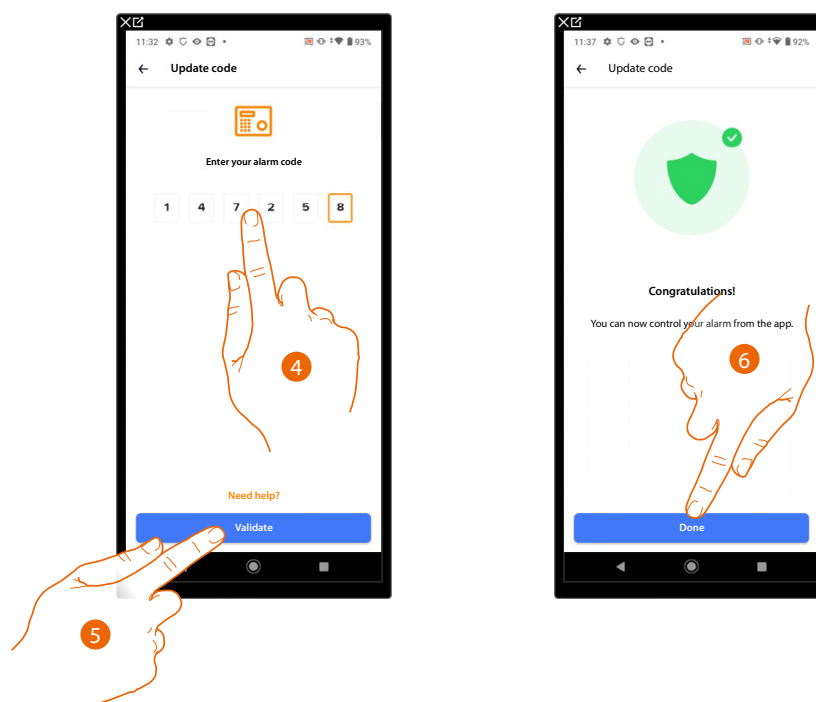 11:32
93%
Update code
Enter your alarm code
1 4 7 2 5 8
4
Need help?
Validate
5
11:37
92%
Update code
Congratulations!
You can now control your alarm from the app.
6
Done